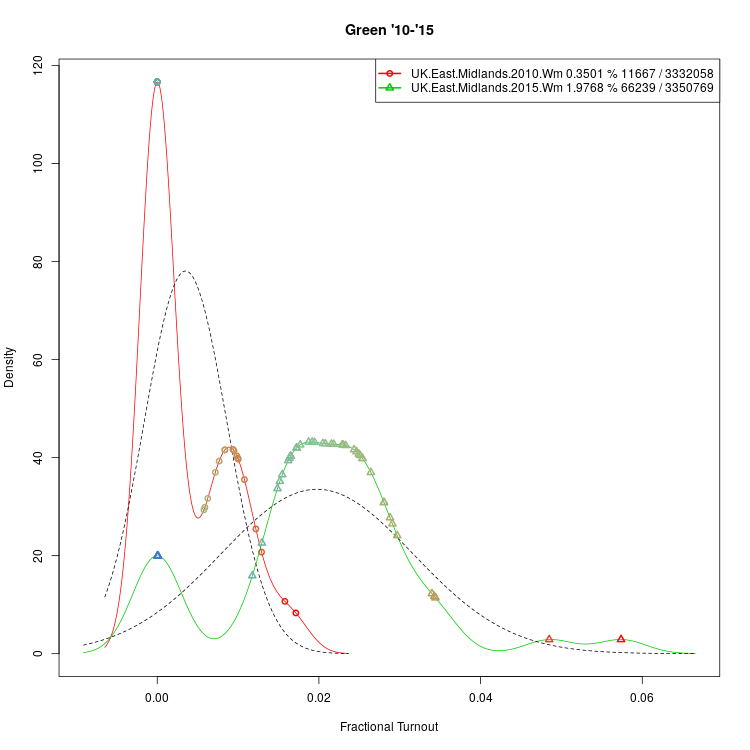 Green '10-'15
UK.East.Midlands.2010.Wm 0.3501 % 11667 / 3332058
UK.East.Midlands.2015.Wm 1.9768 % 66239 / 3350769
Density
120
100
80
60
40
20
0
0.00 0.02 0.04 0.06
Fractional Turnout